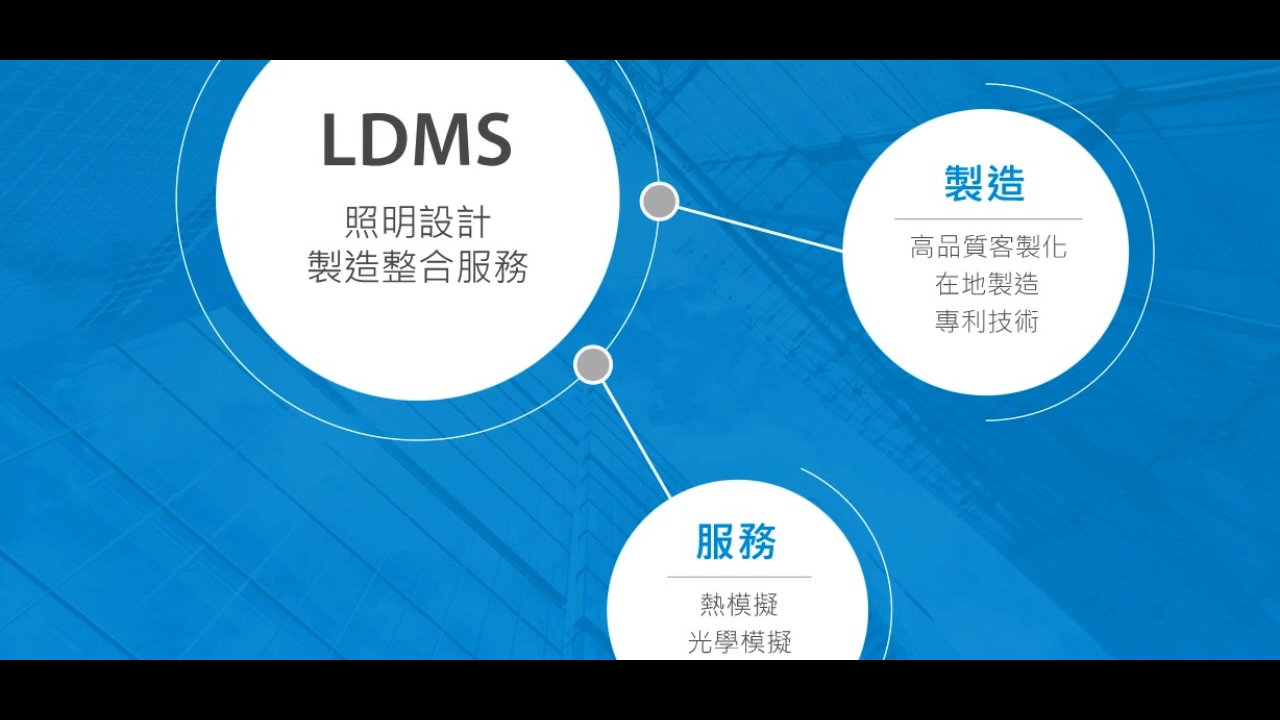 LDMS
照明設計
製造整合服務
製造
高品質客製化
在地製造
專利技術
服務
熱模擬
光學模擬